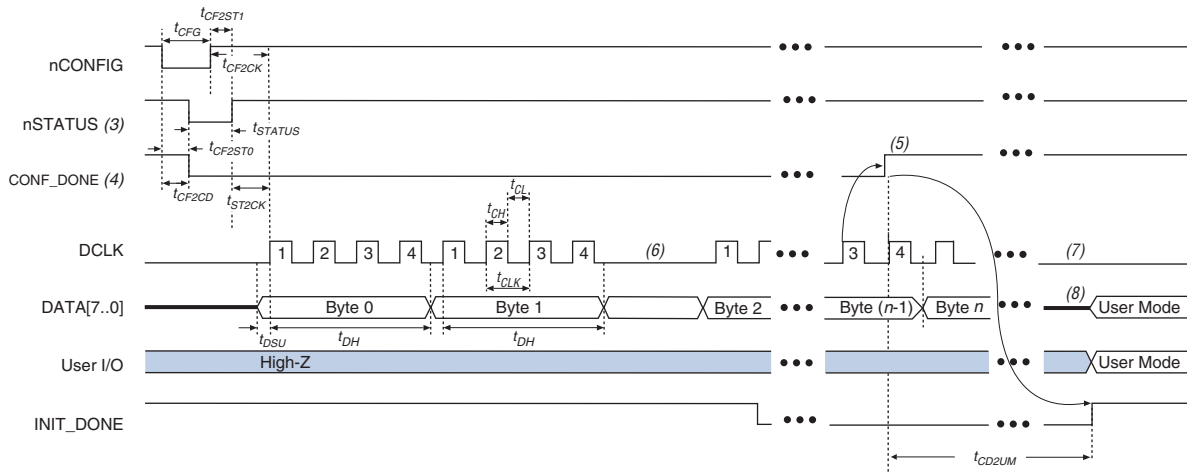 tCF2ST1
tCFG
nCONFIG
tCF2CK
nSTATUS (3)
tSTATUS
tCF2ST0
(5)
CONF_DONE (4)
tCF2CD
tST2CK
tCL
tCH
DCLK
1 2 3 4 1 2 3 4 (6) 1 3 4 (7)
tCLK
DATA[7..0] Byte 0 Byte 1 Byte 2 Byte (n-1) Byte n (8) User Mode
tDSU tDH tDH
User I/O High-Z User Mode
INIT_DONE
tCD2UM